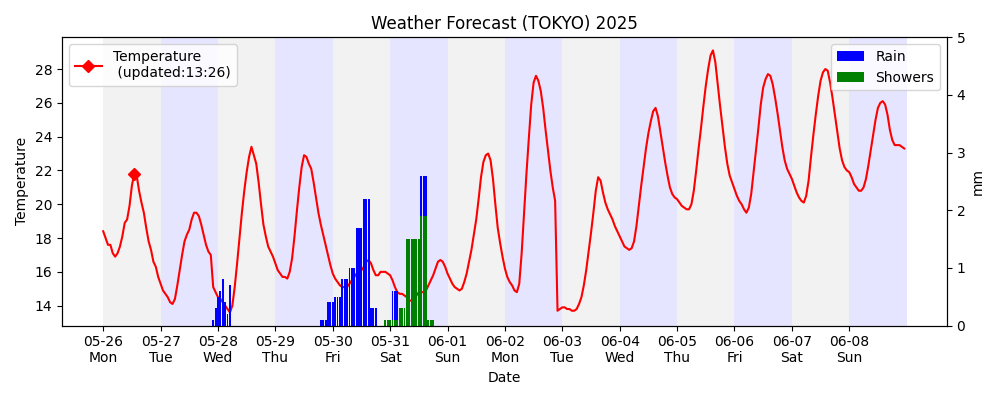 Weather Forecast (TOKYO) 2025
Temperature
(updated:13:26)
Rain
Showers
Temperature
28
26
24
22
20
18
16
14
5
4
3
2
1
0
mm
05-26 05-27 05-28 05-29 05-30 05-31 06-01 06-02 06-03 06-04 06-05 06-06 06-07 06-08
Mon Tue Wed Thu Fri Sat Sun Mon Tue Wed Thu Fri Sat Sun
Date